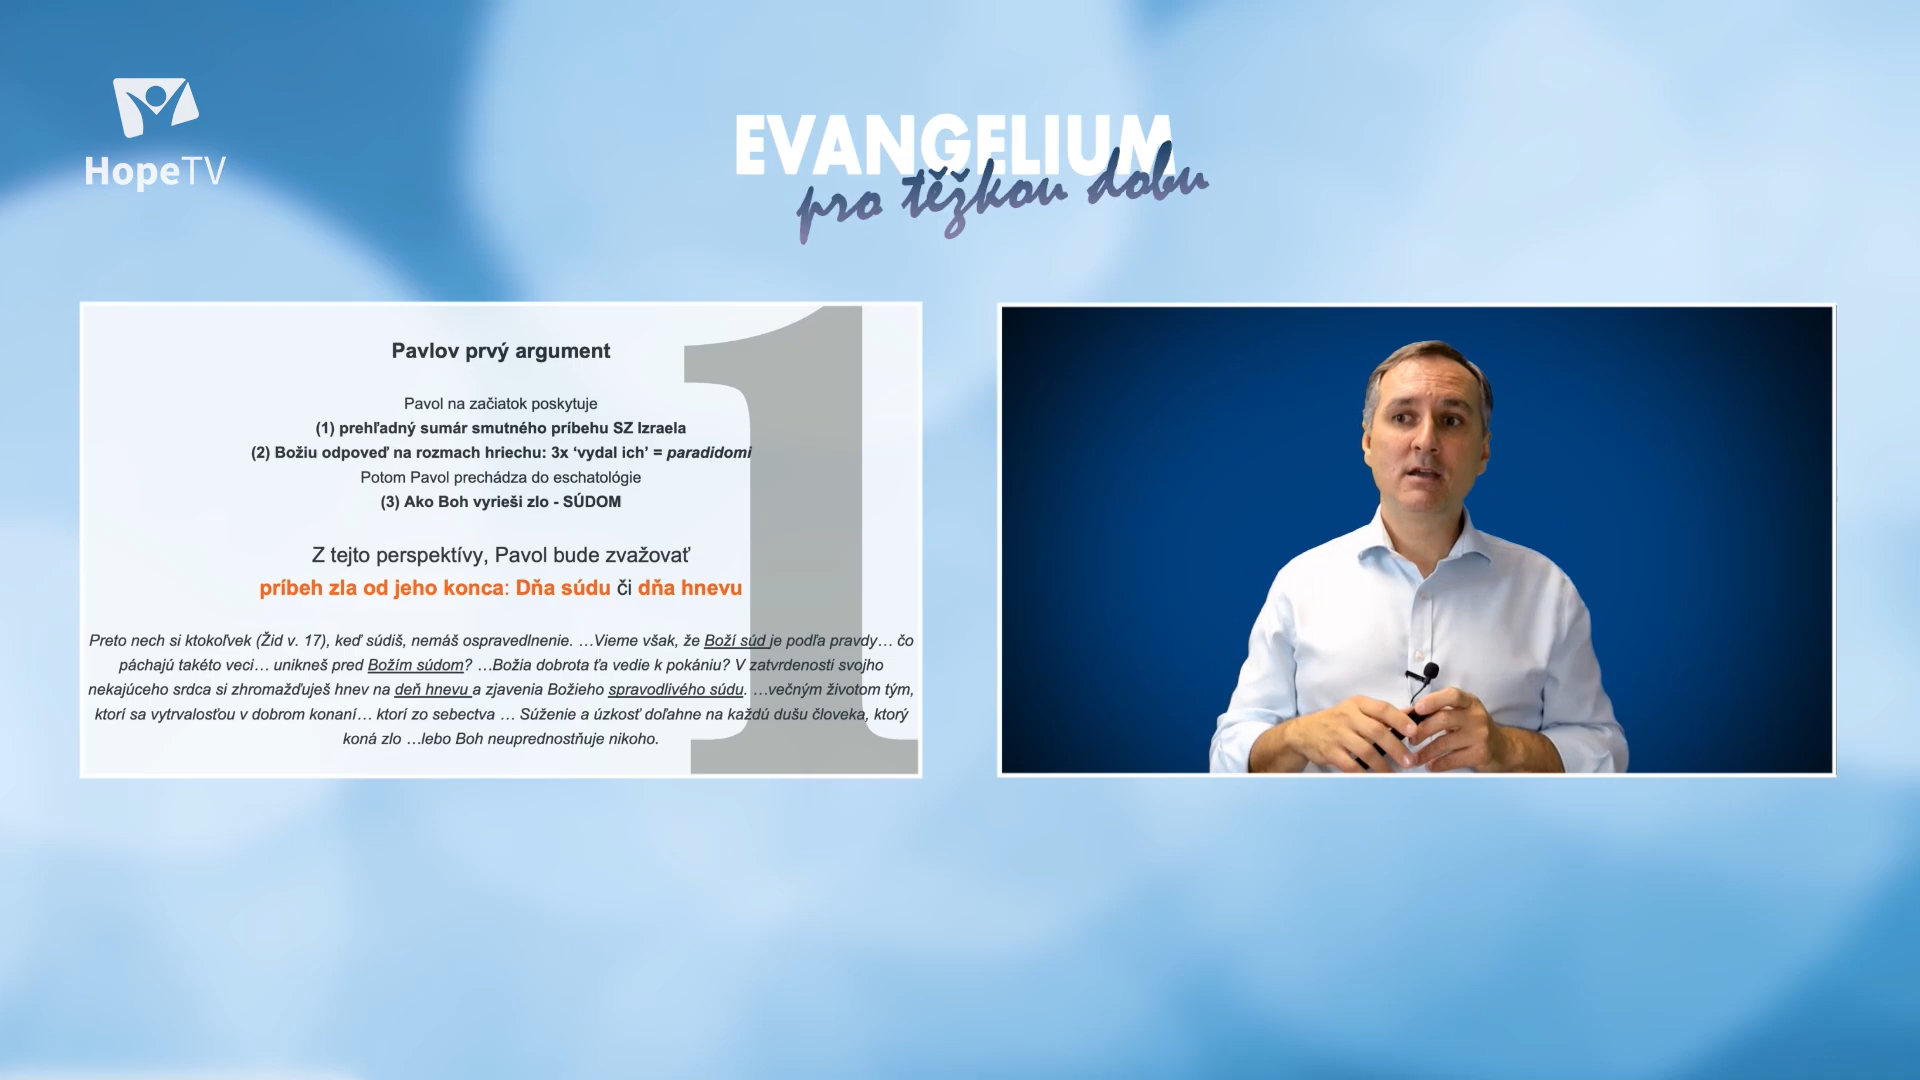 HopeTV
EVANGELIUM
pro těžkou dobu
1
Pavlov prvý argument
Pavol na začiatok poskytuje
(1) prehľadný sumár smutného príbehu SZ Izraela
(2) Božiu odpoveď na rozmach hriechu: 3x ‘vydal ich’ = paradidomi
Potom Pavol prechádza do eschatológie
(3) Ako Boh vyrieši zlo - SÚDOM
Z tejto perspektívy, Pavol bude zvažovať
príbeh zla od jeho konca: Dňa súdu či dňa hnevu
Preto nech si ktokoľvek (Žid v. 17), keď súdiš, nemáš ospravedlnenie. …Vieme však, že Boží súd je podľa pravdy… čo
páchajú takéto veci… unikneš pred Božím súdom? …Božia dobrota ťa vedie k pokániu? V zatvrdenosti svojho
nekajúceho srdca si zhromažďuješ hnev na deň hnevu a zjavenia Božieho spravodlivého súdu. …večným životom tým,
ktorí sa vytrvalosťou v dobrom konaní… ktorí zo sebectva … Súženie a úzkosť doľahne na každú dušu človeka, ktorý
koná zlo …lebo Boh neuprednostňuje nikoho.